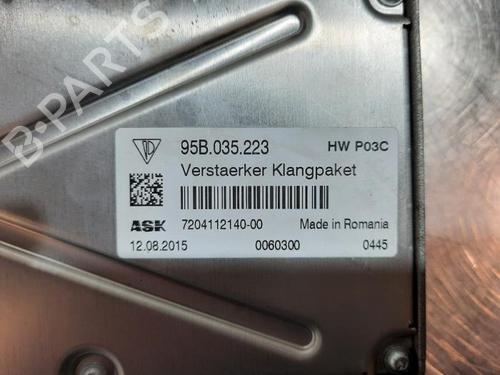 B-PARTS
95B.035.223 HW P03C
Verstaerker Klangpaket
ASK 7204112140-00 Made in Romania
12.08.2015 0060300 0445